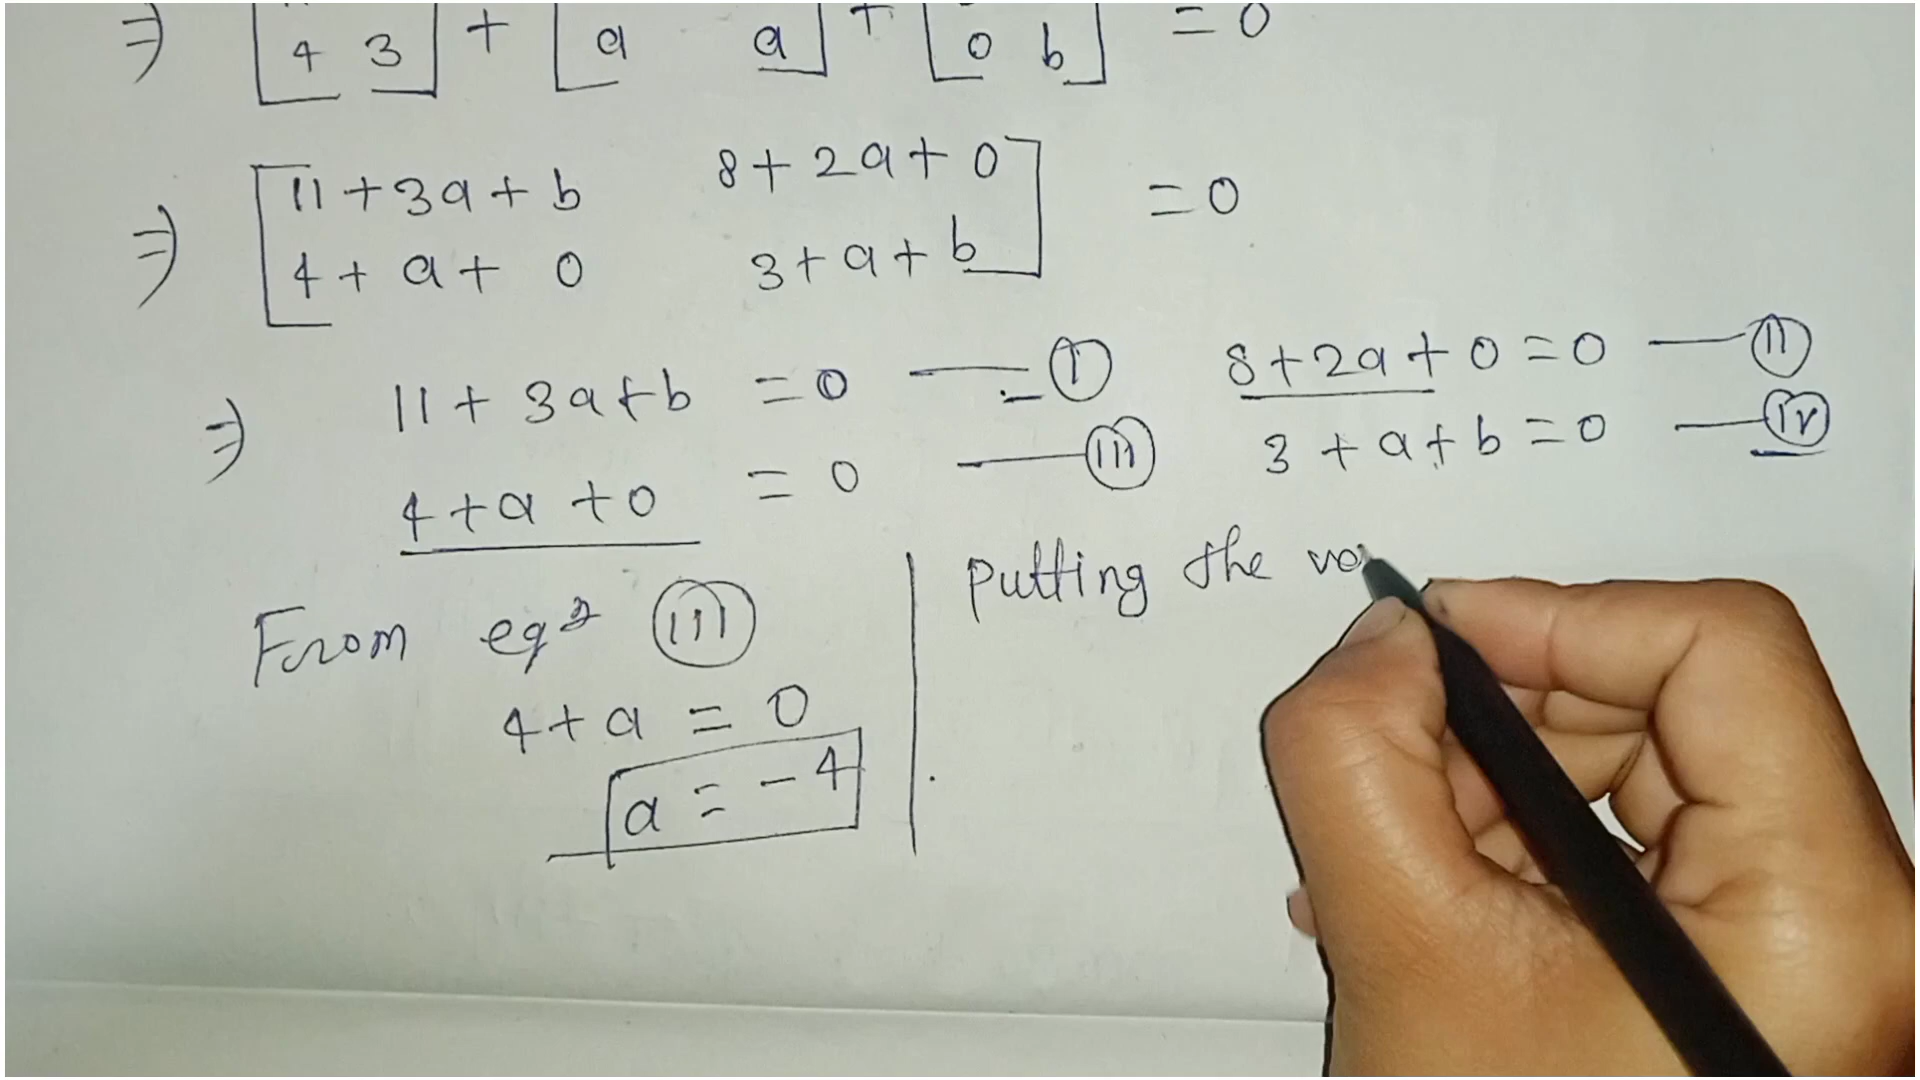 ⇒ [4 3] + [a a] + [0 b] = 0
⇒ [11+3a+b 8+2a+0] = 0
[4+a+0 3+a+b]
⇒ 11+3a+b = 0 — (I) 8+2a+0=0 — (II)
4+a+0 = 0 — (III) 3+a+b=0 — (IV)
From eqn (III)
4+a = 0
a = -4
putting the va